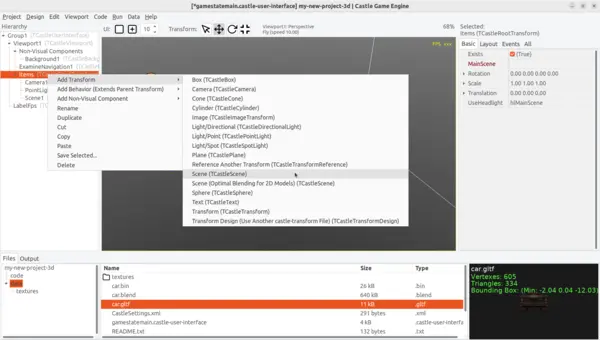 [*gamestatemain.castle-user-interface] my-new-project-3d | Castle Game Engine
Project Design Edit Viewport Code Run Data Window Help
UI: 10 Transform: Viewport1: Perspective
Fly (speed 10.00) 68%
Hierarchy
Group1 (TCastleUserInterface)
Viewport1 (TCastleViewport)
Non-Visual Components
Background1
ExamineNavigation1
Items
Camera1
PointLight
Scene1
LabelFps
FPS: xxx
Add Transform
Add Behavior (Extends Parent Transform)
Add Non-Visual Component
Rename
Duplicate
Cut
Copy
Paste
Save Selected...
Delete
Box (TCastleBox)
Camera (TCastleCamera)
Cone (TCastleCone)
Cylinder (TCastleCylinder)
Image (TCastleImageTransform)
Light/Directional (TCastleDirectionalLight)
Light/Point (TCastlePointLight)
Light/Spot (TCastleSpotLight)
Plane (TCastlePlane)
Reference Another Transform (TCastleTransformReference)
Scene (TCastleScene)
Scene (Optimal Blending for 2D Models) (TCastleScene)
Sphere (TCastleSphere)
Text (TCastleText)
Transform (TCastleTransform)
Transform Design (Use Another castle-transform File) (TCastleTransformDesign)
Selected:
Items (TCastleRootTransform)
Basic Layout Events All
Exists (True)
MainScene
Rotation 0.00 0.00 0.00 0.00
Scale 1.00 1.00 1.00
Translation 0.00 0.00 0.00
UseHeadlight hlMainScene
Files Output
my-new-project-3d
code
data
textures
Name Size Type
textures
car.bin 26 kB .bin
car.blend 640 kB .blend
car.gltf 11 kB .gltf
CastleSettings.xml 291 bytes .xml
gamestatemain.castle-user-interface 4 kB .castle-user-interface
README.txt 332 bytes .txt
car.gltf
Vertexes: 605
Triangles: 334
Bounding Box: (Min: -2.04 0.04 -12.03)